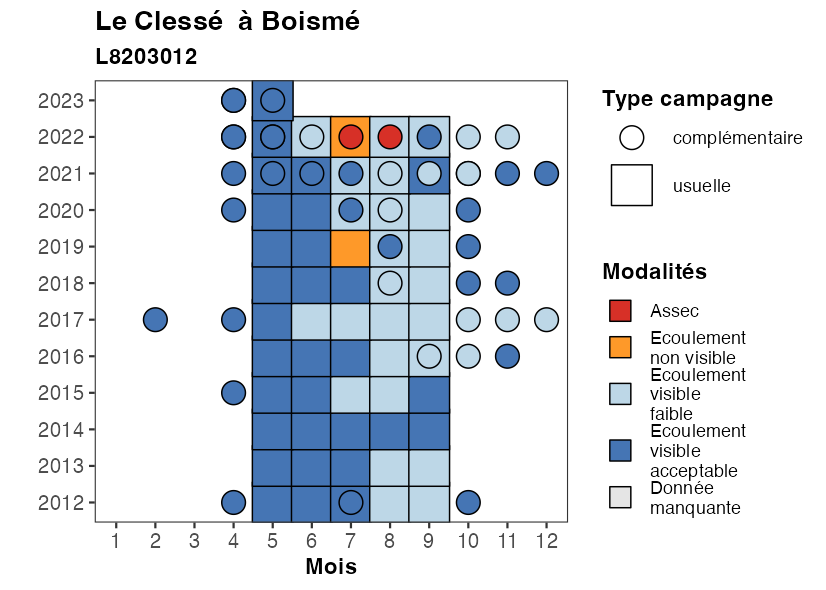 Le Clessé  à Boismé
L8203012
2023
2022
2021
2020
2019
2018
2017
2016
2015
2014
2013
2012
1 2 3 4 5 6 7 8 9 10 11 12
Mois
Type campagne
complémentaire
usuelle
Modalités
Assec
Ecoulement
non visible
Ecoulement
visible
faible
Ecoulement
visible
acceptable
Donnée
manquante